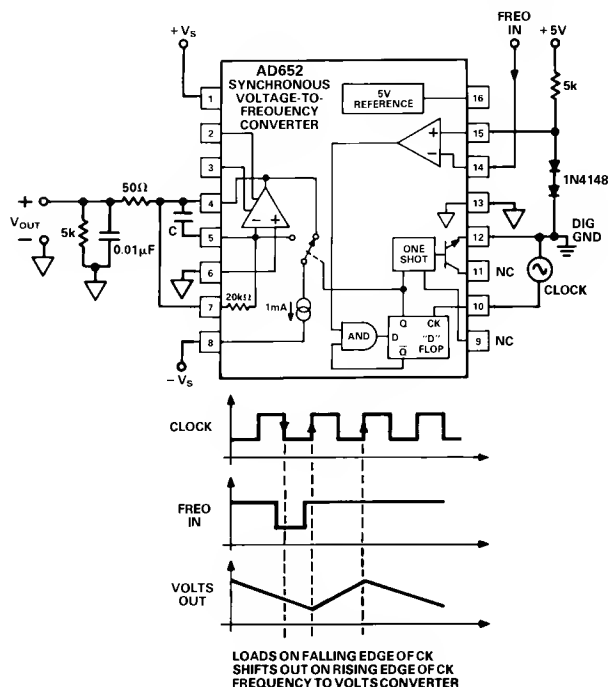 + Vs
FREO
IN
+ 5V
AD652
SYNCHRONOUS
VOLTAGE-TO-
FREOUENCY
CONVERTER
5V
REFERENCE
1
2
3
4
5
6
7
8
16
15
14
13
12
11
10
9
5k
1N4148
DIG
GND
NC
CLOCK
NC
+
VOUT
−
50Ω
5k
0.01μF
C
20kΩ
1mA
− Vs
+
−
−
+
ONE
SHOT
AND
Q
CK
D
"D"
FLOP
Q
CLOCK
FREO
IN
VOLTS
OUT
LOADS ON FALLING EDGE OF CK
SHIFTS OUT ON RISING EDGE OF CK
FREQUENCY TO VOLTS CONVERTER